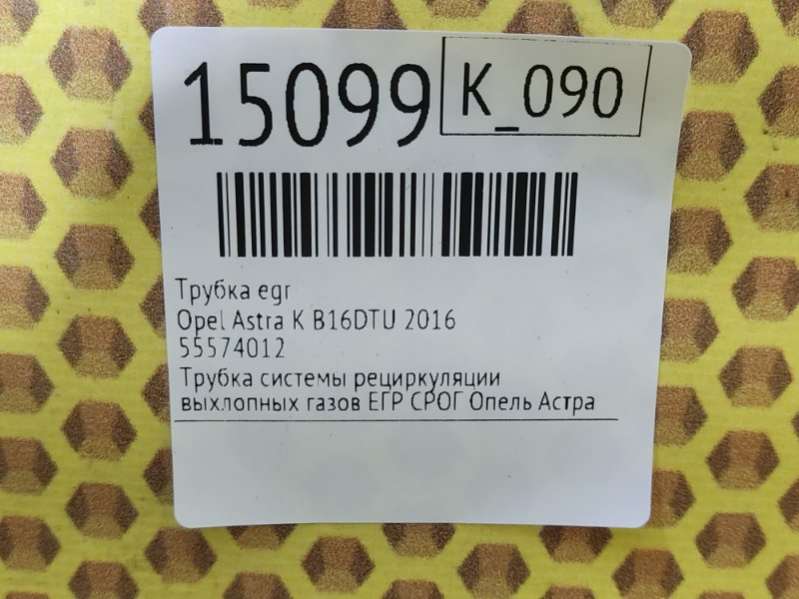 15099
K_090
Трубка egr
Opel Astra K B16DTU 2016
55574012
Трубка системы рециркуляции
выхлопных газов ЕГР СРОГ Опель Астра